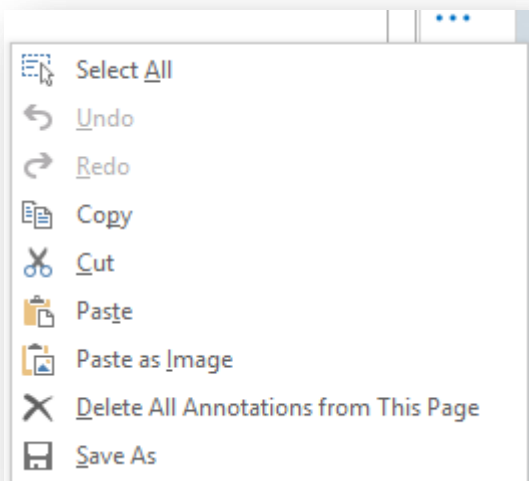 Select All
Undo
Redo
Copy
Cut
Paste
Paste as Image
Delete All Annotations from This Page
Save As